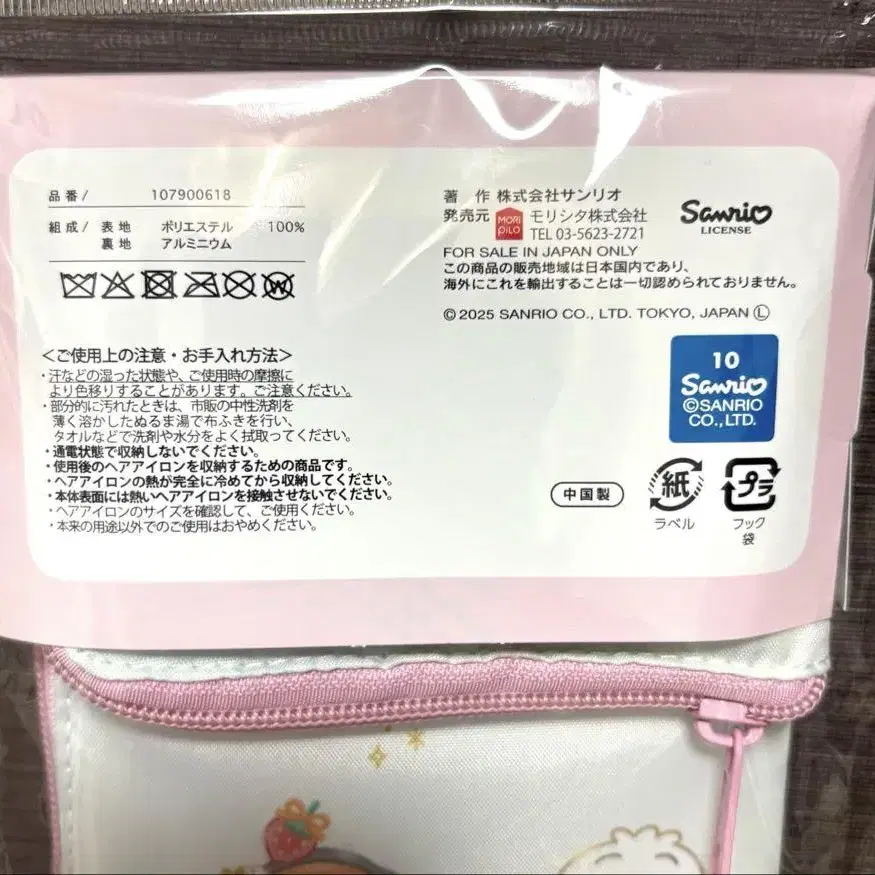 品番/ 107900618
組成/ 表地 ポリエステル 100%
裏地 アルミニウム
<ご使用上の注意・お手入れ方法>
・汗などの湿った状態や、ご使用時の摩擦に
より色移りすることがあります。ご注意ください。
・部分的に汚れたときは、市販の中性洗剤を
薄く溶かしたぬるま湯で布ふきを行い、
タオルなどで洗剤や水分をよく拭取ってください。
・通電状態で収納しないでください。
・使用後のヘアアイロンを収納するための商品です。
・ヘアアイロンの熱が完全に冷めてから収納してください。
・本体表面には熱いヘアアイロンを接触させないでください。
・ヘアアイロンのサイズを確認して、ご使用ください。
・本来の用途以外でのご使用はおやめください。
著 作 株式会社サンリオ
発売元 MORI PiLO モリシタ株式会社
TEL 03-5623-2721
Sanrio
LICENSE
FOR SALE IN JAPAN ONLY
この商品の販売地域は日本国内であり、
海外にこれを輸出することは一切認められておりません。
©2025 SANRIO CO., LTD. TOKYO, JAPAN Ⓛ
10
Sanrio
©SANRIO
CO.,LTD.
中国製
紙
ラベル
プラ
フック
袋